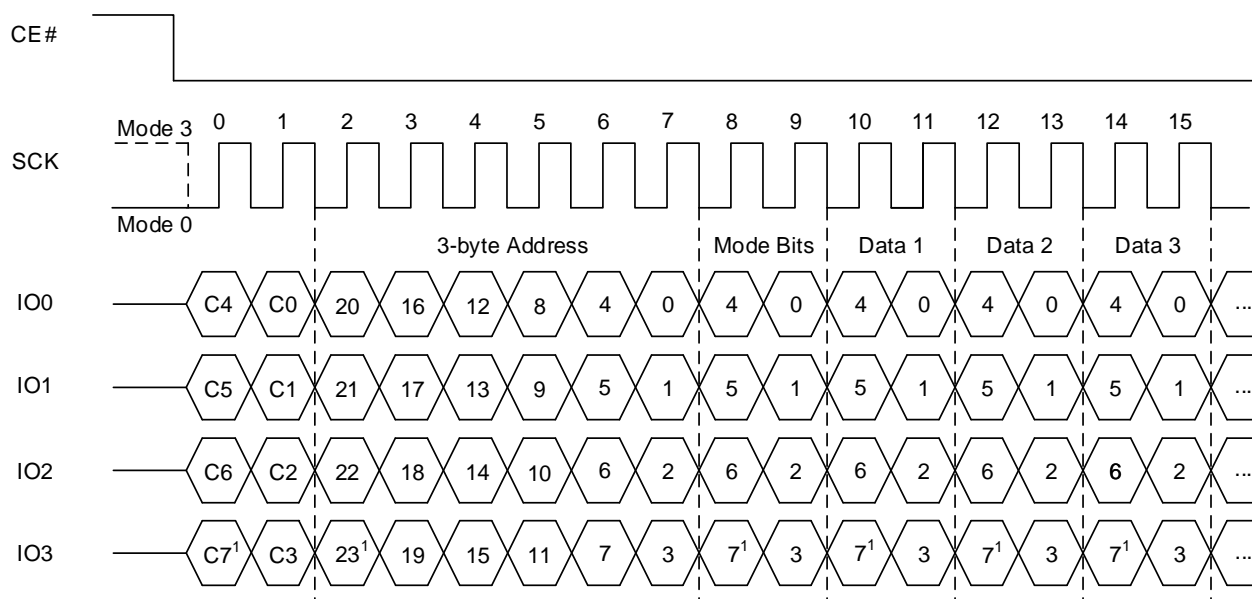 CE#
0 1 2 3 4 5 6 7 8 9 10 11 12 13 14 15
Mode 3
SCK
Mode 0
3-byte Address Mode Bits Data 1 Data 2 Data 3
IO0 C4 C0 20 16 12 8 4 0 4 0 4 0 4 0 4 0 ...
IO1 C5 C1 21 17 13 9 5 1 5 1 5 1 5 1 5 1 ...
IO2 C6 C2 22 18 14 10 6 2 6 2 6 2 6 2 6 2 ...
IO3 C7¹ C3 23¹ 19 15 11 7 3 7¹ 3 7¹ 3 7¹ 3 7¹ 3 ...